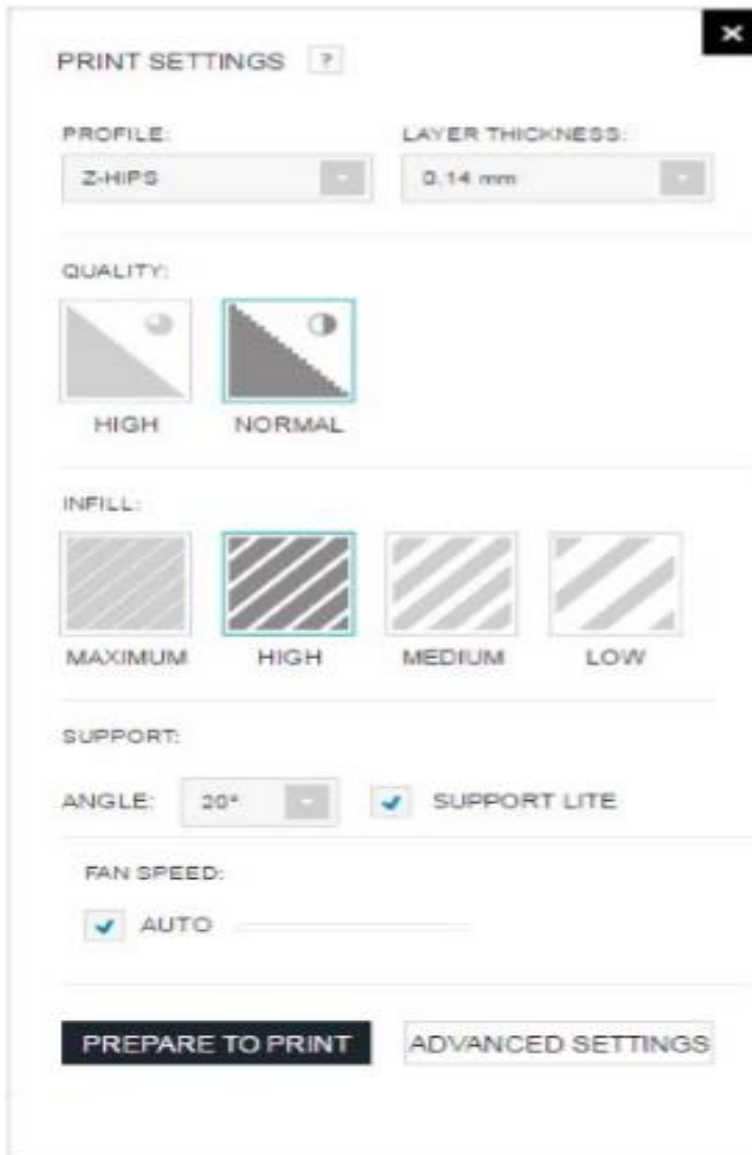 PRINT SETTINGS ?
PROFILE: LAYER THICKNESS:
Z-HIPS 0.14 mm
QUALITY:
HIGH NORMAL
INFILL:
MAXIMUM HIGH MEDIUM LOW
SUPPORT:
ANGLE: 20° SUPPORT LITE
FAN SPEED:
AUTO
PREPARE TO PRINT ADVANCED SETTINGS